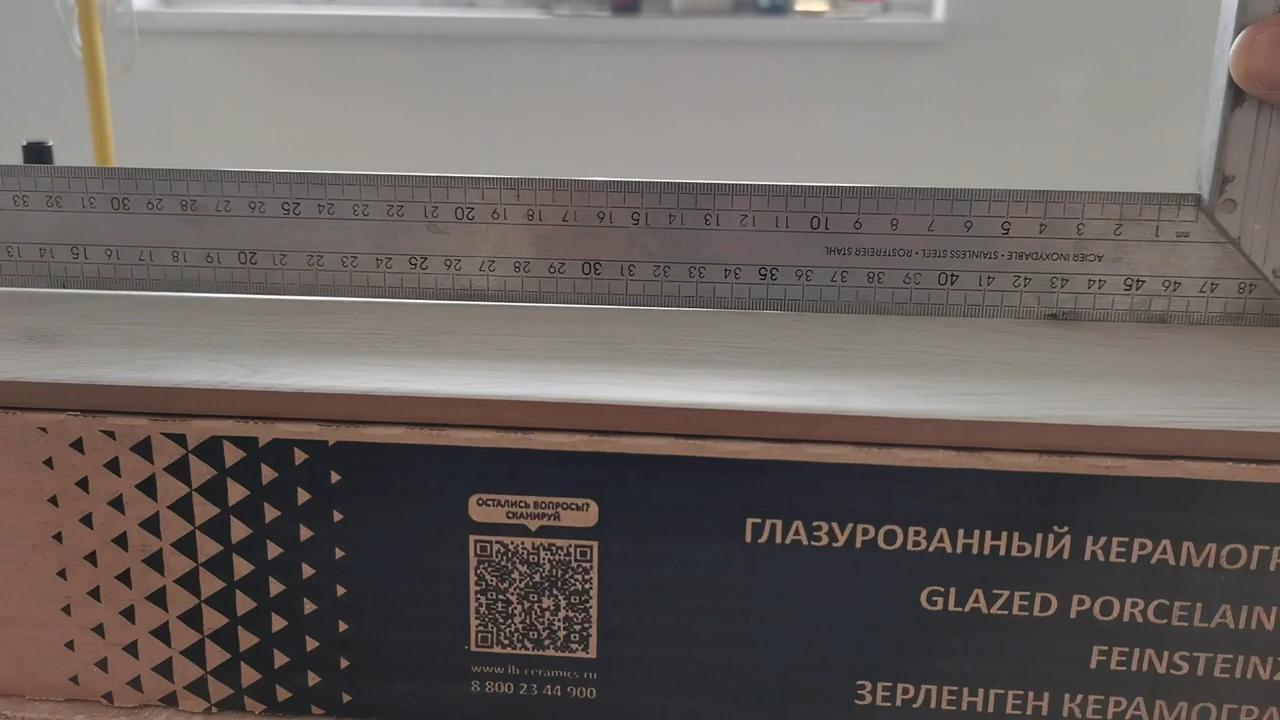 33 32 31 30 29 28 27 26 25 24 23 22 21 20 19 18 17 16 15 14 13 12 11 10 9 8 7 6 5 4 3 2 1 mm
ACIER INOXYDABLE • STAINLESS STEEL • ROSTFREIER STAHL
13 14 15 16 17 18 19 20 21 22 23 24 25 26 27 28 29 30 31 32 33 34 35 36 37 38 39 40 41 42 43 44 45 46 47 48
ОСТАЛИСЬ ВОПРОСЫ?
СКАНИРУЙ
www.lb-ceramics.ru
8 800 23 44 900
ГЛАЗУРОВАННЫЙ КЕРАМОГР
GLAZED PORCELAIN
FEINSTEINZ
ЗЕРЛЕНГЕН КЕРАМОГРА